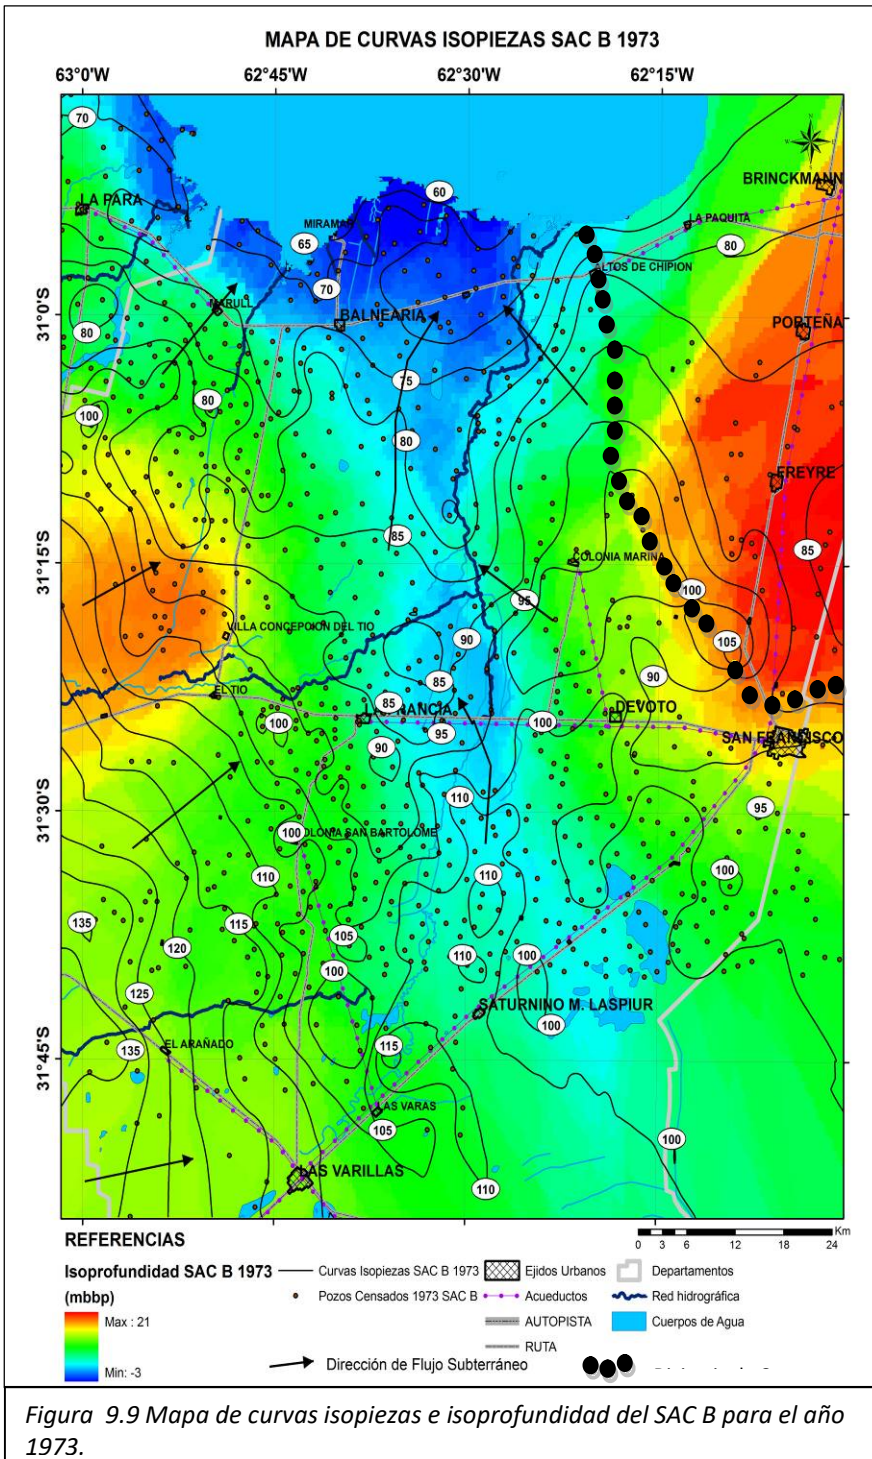 MAPA DE CURVAS ISOPIEZAS SAC B 1973
63°0'W 62°45'W 62°30'W 62°15'W
70
BRINCKMANN
60
LA PARA
LA PAQUITA
MIRAMAR
65
80
ALTOS DE CHIPION
70
MARULL
31°0'S
BALNEARIA
PORTEÑA
80
75
80
100
80
FREYRE
85
85
31°15'S
COLONIA MARINA
100
95
VILLA CONCEPCION DEL TIO
90
105
90
85
EL TIO
85
DEVOTO
100
95
100
SAN FRANCISCO
90
31°30'S
110
95
100
COLONIA SAN BARTOLOME
100
110
110
135
115
105
120
110
100
100
125
SATURNINO M. LASPIUR
100
31°45'S
135
EL ARAÑADO
115
LAS VARAS
105
100
LAS VARILLAS
110
REFERENCIAS
Km
0 3 6 12 18 24
Isoprofundidad SAC B 1973
(mbbp)
Max : 21
Min: -3
Curvas Isopiezas SAC B 1973
Ejidos Urbanos
Departamentos
Pozos Censados 1973 SAC B
Acueductos
Red hidrográfica
AUTOPISTA
Cuerpos de Agua
RUTA
Dirección de Flujo Subterráneo
Figura 9.9 Mapa de curvas isopiezas e isoprofundidad del SAC B para el año
1973.